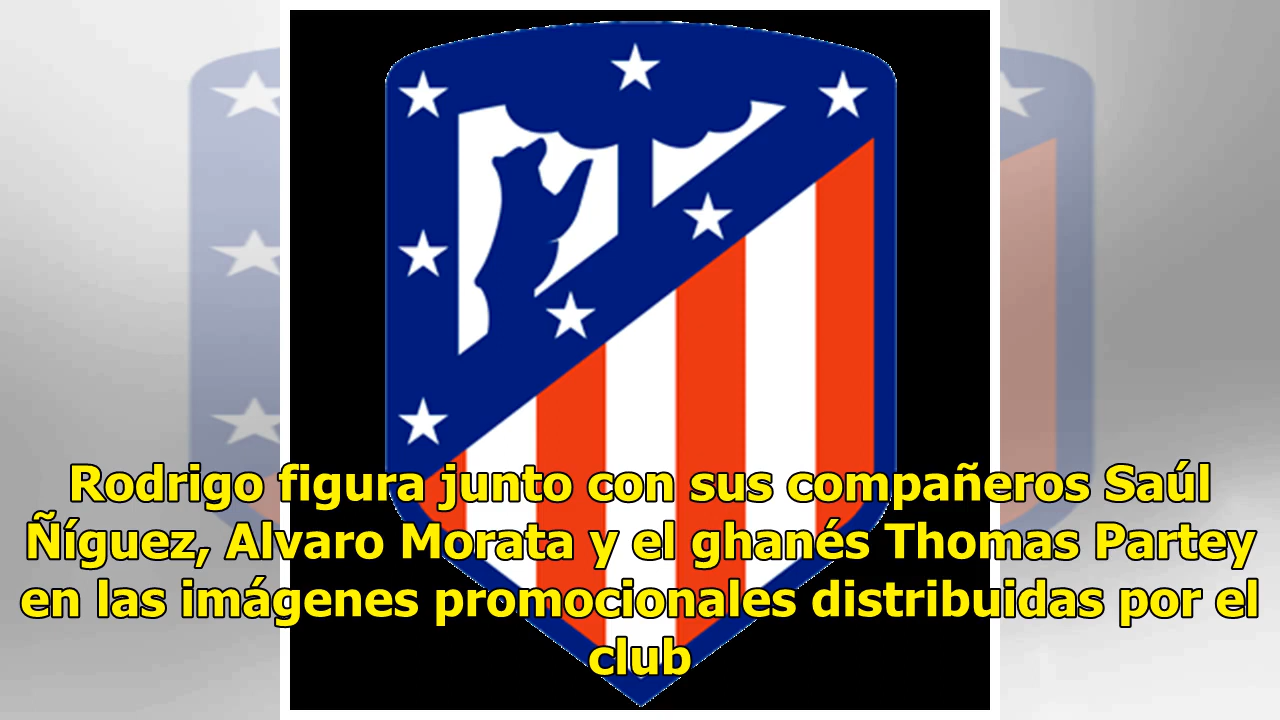 Rodrigo figura junto con sus compañeros Saúl
Ñíguez, Alvaro Morata y el ghanés Thomas Partey
en las imágenes promocionales distribuidas por el
club